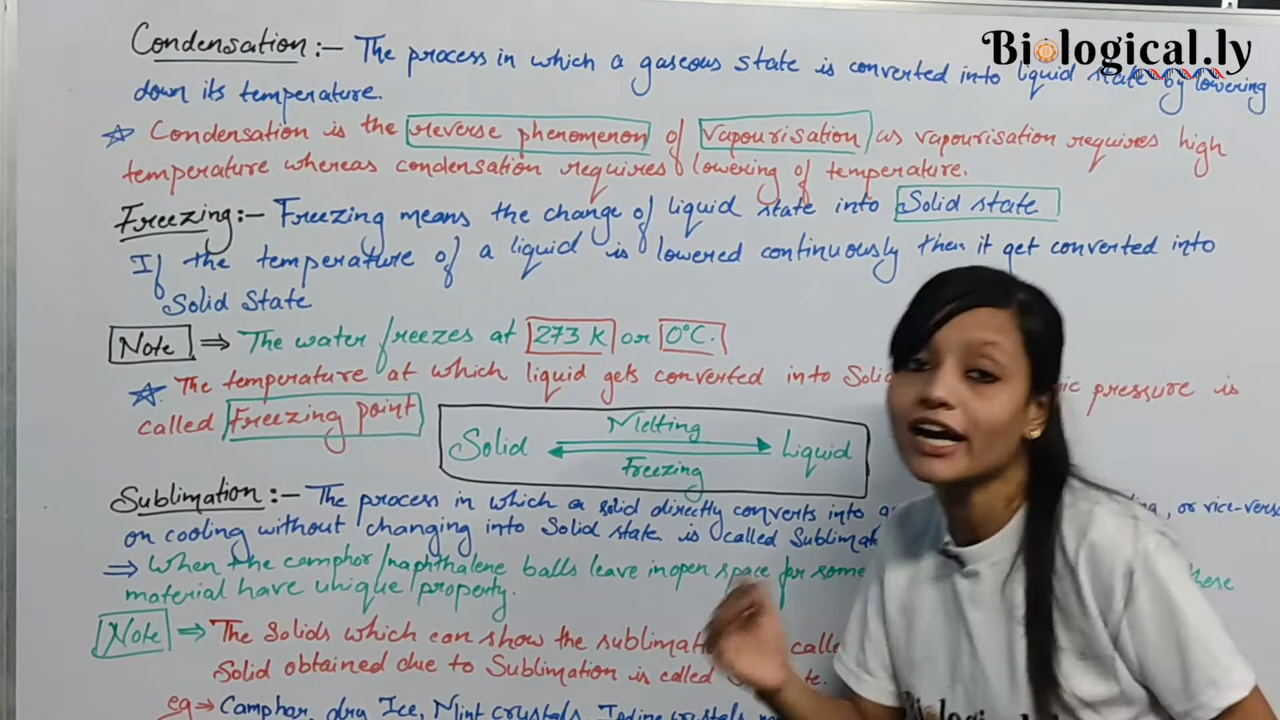 Biological.ly
Condensation :- The process in which a gaseous state is converted into liquid state by lowering
down its temperature.
☆ Condensation is the reverse phenomenon of vapourisation as vapourisation requires high
temperature whereas condensation requires lowering of temperature.
Freezing :- Freezing means the change of liquid state into Solid state
If the temperature of a liquid is lowered continuously then it get converted into
Solid State
Note ⇒ The water freezes at 273 K or 0°C.
☆ The temperature at which liquid gets converted into pressure is
called Freezing point
Melting
Solid Liquid
Freezing
Sublimation :- The process in which a solid directly converts into or vice-versa
on cooling without changing into Solid state is called
⇒ When the camphor/naphthalene balls leave in open space for some
material have unique property.
Note ⇒ The Solids which can show the
Solid obtained due to Sublimation is called
eg → Camphor, dry Ice, Mint crystals, Iodine crystals